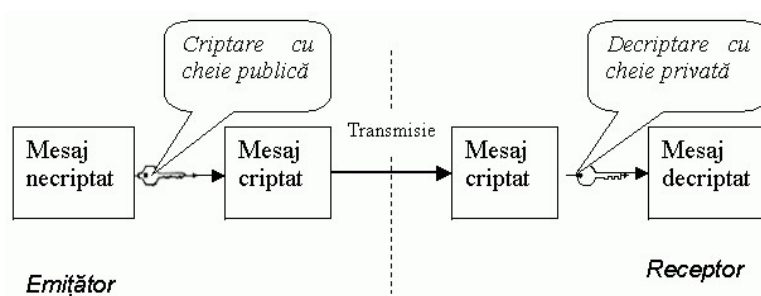 Criptare cu
cheie publică
Decriptare cu
cheie privată
Transmisie
Mesaj
necriptat
Mesaj
criptat
Mesaj
criptat
Mesaj
decriptat
Emițător
Receptor